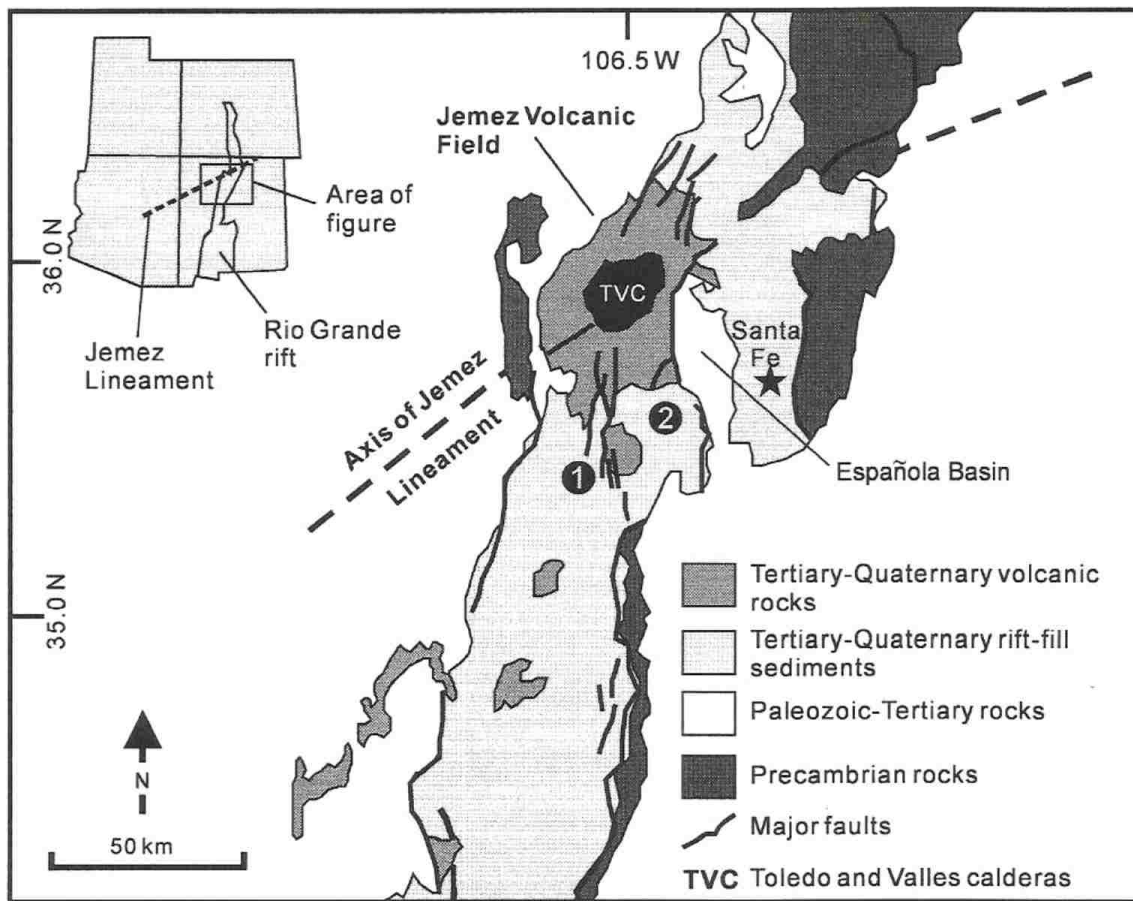 106.5 W
Jemez Volcanic
Field
Area of
figure
36.0 N
TVC
Rio Grande
rift
Santa
Fe
Jemez
Lineament
Axis of Jemez
Lineament
2
1
Española Basin
Tertiary-Quaternary volcanic
rocks
35.0 N
Tertiary-Quaternary rift-fill
sediments
Paleozoic-Tertiary rocks
N
Precambrian rocks
50 km
Major faults
TVC Toledo and Valles calderas